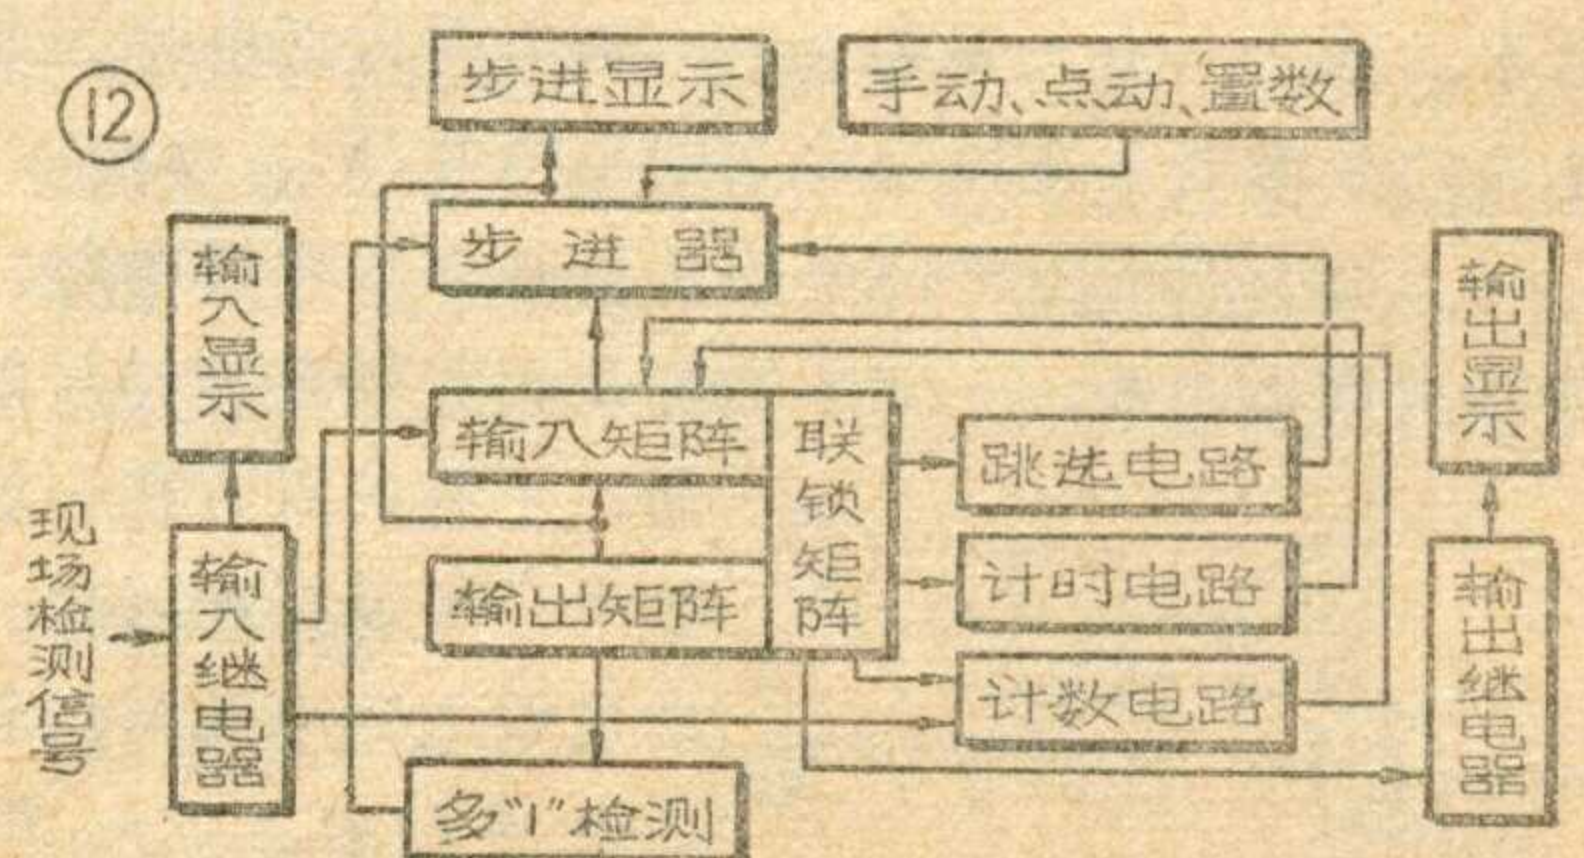 ⑫
步进显示
手动、点动、置数
步进器
输入显示
输出显示
输入矩阵
联锁矩阵
跳选电路
现场检测信号
输入继电器
输出矩阵
计时电路
输出继电器
计数电路
多"1"检测